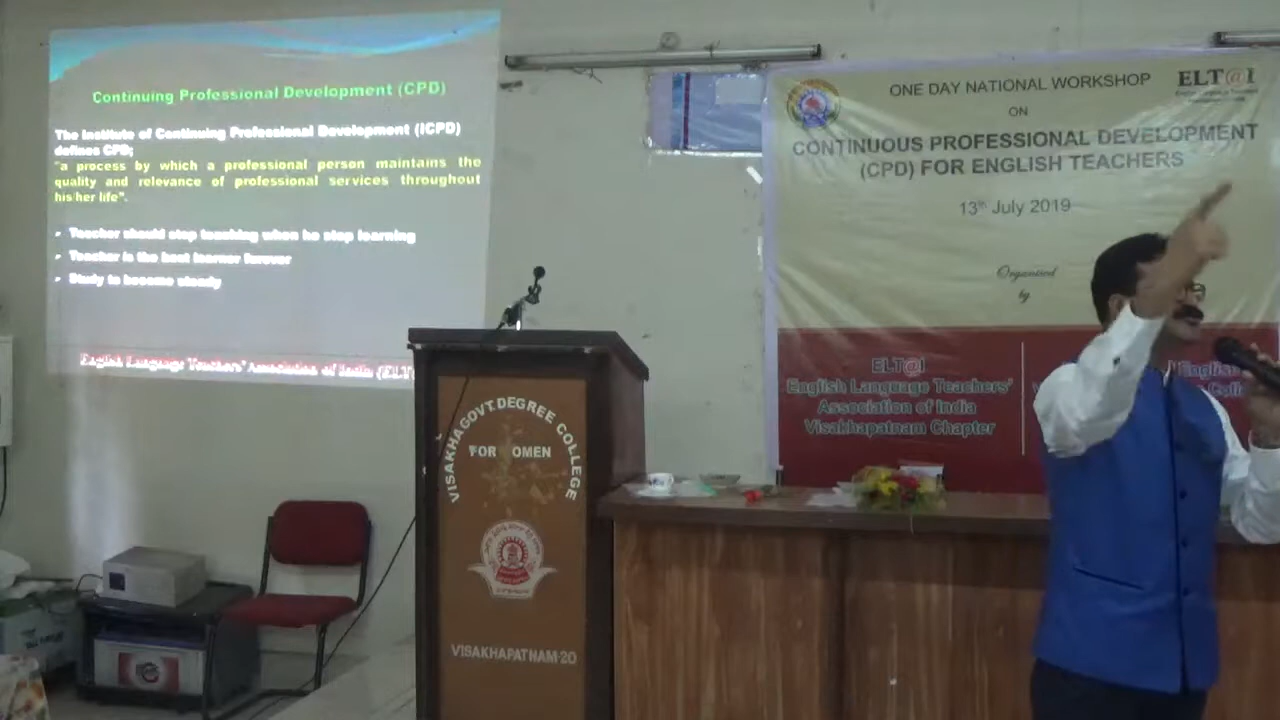 Continuing Professional Development (CPD)
The Institute of Continuing Professional Development (ICPD)
defines CPD;
"a process by which a professional person maintains the
quality and relevance of professional services throughout
his/her life".
Teacher should stop teaching when he stop learning
Teacher is the best learner forever
Study to become steady
English Language Teachers' Association of India (ELT
ONE DAY NATIONAL WORKSHOP
ON
CONTINUOUS PROFESSIONAL DEVELOPMENT
(CPD) FOR ENGLISH TEACHERS
13th July 2019
Organised
by
ELT@I
ELT@I
English Language Teachers'
Association of India
Visakhapatnam Chapter
English
VISAKHA GOVT. DEGREE COLLEGE
FOR OMEN
VISAKHAPATNAM-20